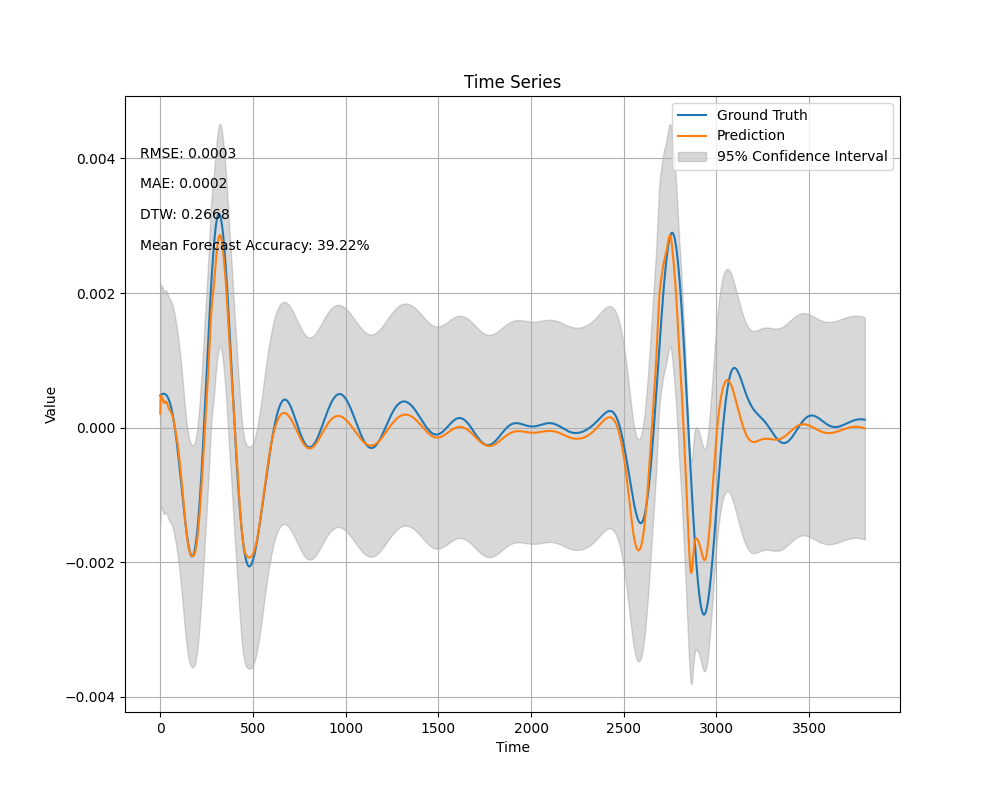 Time Series
Ground Truth
Prediction
95% Confidence Interval
RMSE: 0.0003
MAE: 0.0002
DTW: 0.2668
Mean Forecast Accuracy: 39.22%
0.004
0.002
0.000
−0.002
−0.004
Value
0 500 1000 1500 2000 2500 3000 3500
Time